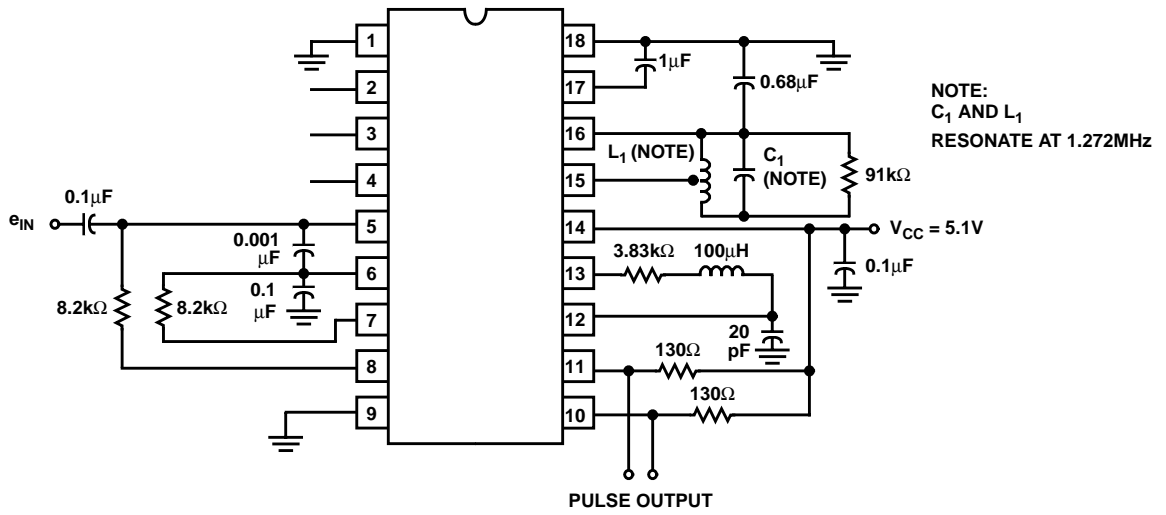 1
2
3
4
5
6
7
8
9
18
17
16
15
14
13
12
11
10
e_IN
0.1μF
0.001
μF
0.1
μF
8.2kΩ
8.2kΩ
1μF
0.68μF
L₁ (NOTE)
C₁
(NOTE)
91kΩ
V_CC = 5.1V
0.1μF
3.83kΩ
100μH
20
pF
130Ω
130Ω
PULSE OUTPUT
NOTE:
C₁ AND L₁
RESONATE AT 1.272MHz